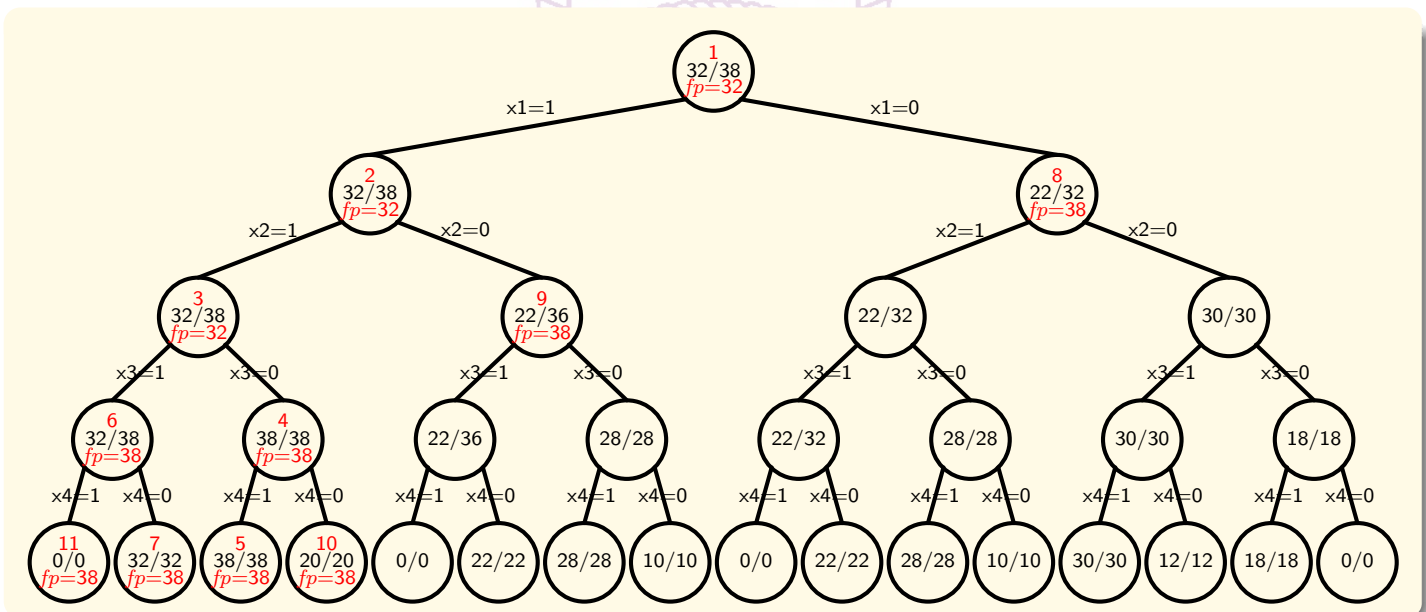 1
32/38
fp=32
x1=1
x1=0
2
32/38
fp=32
8
22/32
fp=38
x2=1
x2=0
x2=1
x2=0
3
32/38
fp=32
9
22/36
fp=38
22/32
30/30
x3=1
x3=0
x3=1
x3=0
x3=1
x3=0
x3=1
x3=0
6
32/38
fp=38
4
38/38
fp=38
22/36
28/28
22/32
28/28
30/30
18/18
x4=1
x4=0
x4=1
x4=0
x4=1
x4=0
x4=1
x4=0
x4=1
x4=0
x4=1
x4=0
x4=1
x4=0
x4=1
x4=0
11
0/0
fp=38
7
32/32
fp=38
5
38/38
fp=38
10
20/20
fp=38
0/0
22/22
28/28
10/10
0/0
22/22
28/28
10/10
30/30
12/12
18/18
0/0